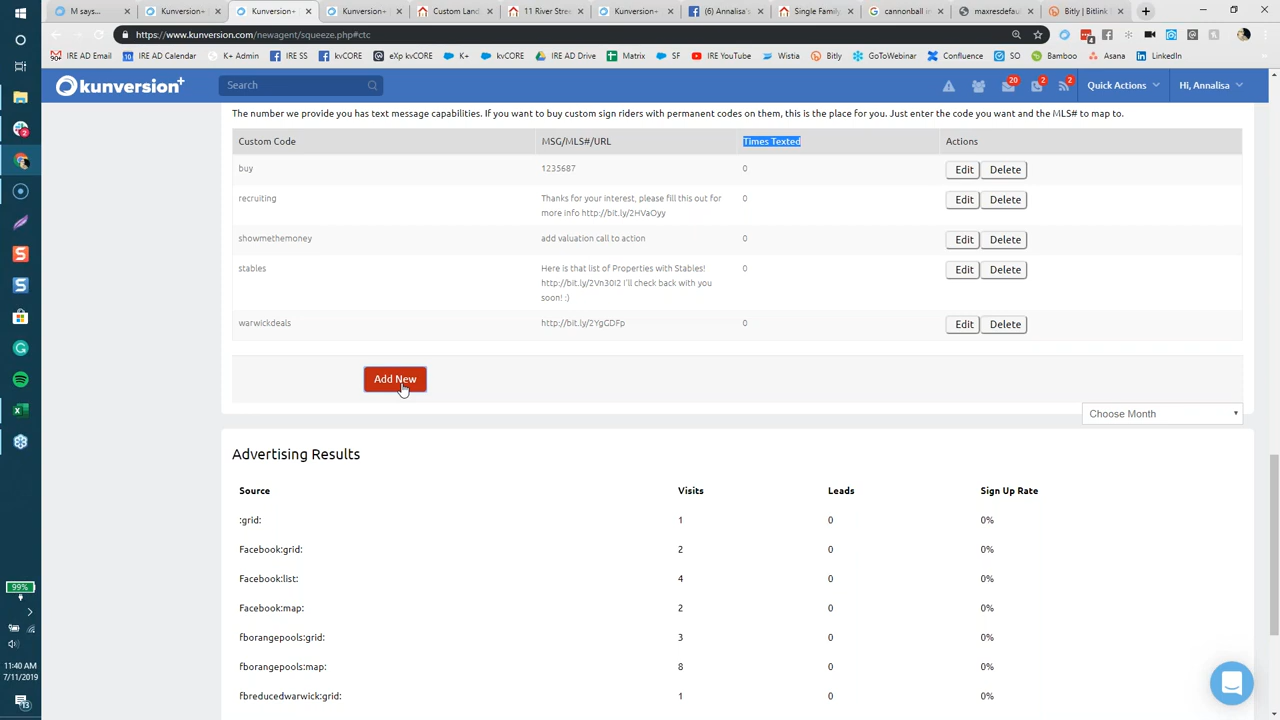 M says...
Kunversion+
Kunversion+
Kunversion+
Custom Land
11 River Stree
Kunversion+
(6) Annalisa's
Single Family
cannonball in
maxresdefau
Bitly | Bitlink
https://www.kunversion.com/newagent/squeeze.php#ctc
IRE AD Email
IRE AD Calendar
K+ Admin
IRE SS
eXp kvCORE
kvCORE
K+
kvCORE
IRE AD Drive
Matrix
SF
IRE YouTube
Wistia
Bitly
GoToWebinar
Confluence
SO
Bamboo
Asana
LinkedIn
kunversion+
Search
20
2
2
Quick Actions
Hi, Annalisa
The number we provide you has text message capabilities. If you want to buy custom sign riders with permanent codes on them, this is the place for you. Just enter the code you want and the MLS# to map to.
Custom Code MSG/MLS#/URL Times Texted Actions
buy 1235687 0 Edit Delete
recruiting Thanks for your interest, please fill this out for 0 Edit Delete
more info http://bit.ly/2HVaOyy
showmethemoney add valuation call to action 0 Edit Delete
stables Here is that list of Properties with Stables! 0 Edit Delete
http://bit.ly/2Vn30I2 I'll check back with you
soon! :)
warwickdeals http://bit.ly/2YgGDFp 0 Edit Delete
Add New
Choose Month
Advertising Results
Source Visits Leads Sign Up Rate
:grid: 1 0 0%
Facebook:grid: 2 0 0%
Facebook:list: 4 0 0%
Facebook:map: 2 0 0%
fborangepools:grid: 3 0 0%
fborangepools:map: 8 0 0%
fbreducedwarwick:grid: 1 0 0%
99%
11:40 AM
7/11/2019